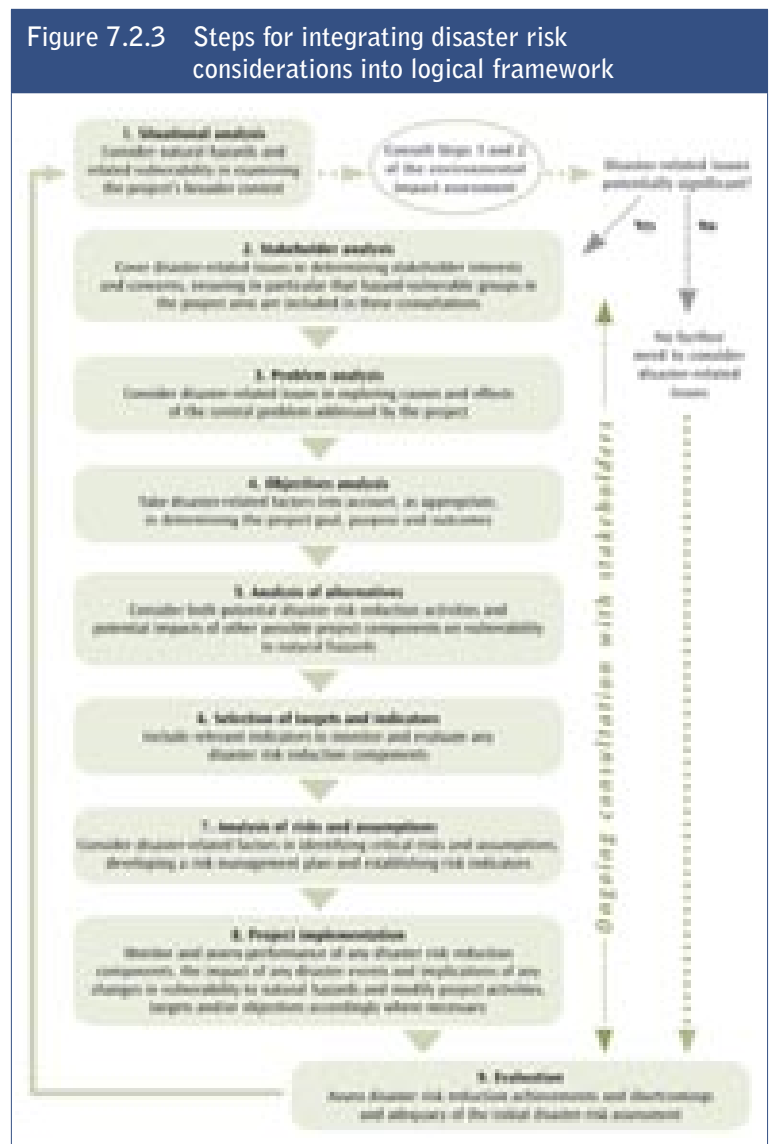 Figure 7.2.3 Steps for integrating disaster risk
considerations into logical framework
1. Situational analysis
Consider natural hazards and
related vulnerability in examining
the project's broader context
Consult Steps 1 and 2
of the environmental
impact assessment
Disaster-related issues
potentially significant?
Yes
No
2. Stakeholder analysis
Cover disaster-related issues in determining stakeholder interests
and concerns, ensuring in particular that hazard-vulnerable groups in
the project area are included in these consultations
No further
need to consider
disaster-related
issues
3. Problem analysis
Consider disaster-related issues in exploring causes and effects
of the central problem addressed by the project
4. Objectives analysis
Take disaster-related factors into account, as appropriate,
in determining the project goal, purpose and outcomes
5. Analysis of alternatives
Consider both potential disaster risk reduction activities and
potential impacts of other possible project components on vulnerability
to natural hazards
6. Selection of targets and indicators
Include relevant indicators to monitor and evaluate any
disaster risk reduction components
7. Analysis of risks and assumptions
Consider disaster-related factors in identifying critical risks and assumptions,
developing a risk management plan and establishing risk indicators
8. Project implementation
Monitor and assess performance of any disaster risk reduction
components, the impact of any disaster events and implications of any
changes in vulnerability to natural hazards and modify project activities,
targets and/or objectives accordingly where necessary
Ongoing consultation with stakeholders
9. Evaluation
Assess disaster risk reduction achievements and shortcomings
and adequacy of the initial disaster risk assessment